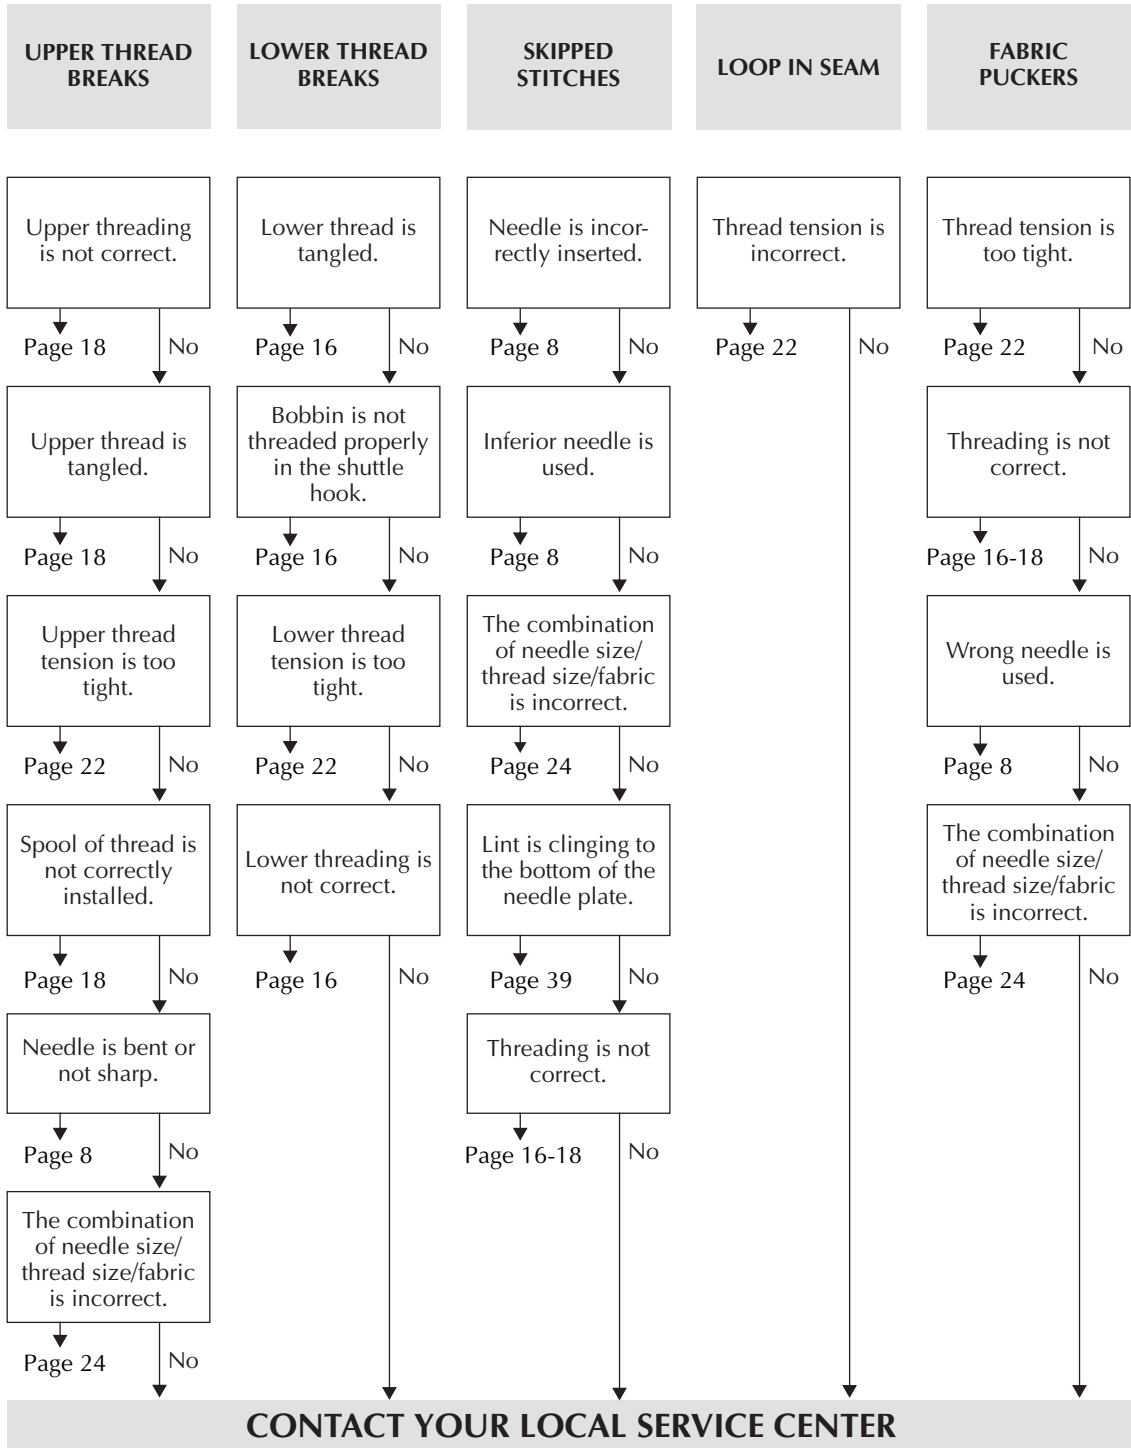 UPPER THREAD
BREAKS
LOWER THREAD
BREAKS
SKIPPED
STITCHES
LOOP IN SEAM
FABRIC
PUCKERS
Upper threading
is not correct.
Page 18
No
Upper thread is
tangled.
Page 18
No
Upper thread
tension is too
tight.
Page 22
No
Spool of thread is
not correctly
installed.
Page 18
No
Needle is bent or
not sharp.
Page 8
No
The combination
of needle size/
thread size/fabric
is incorrect.
Page 24
No
Lower thread is
tangled.
Page 16
No
Bobbin is not
threaded properly
in the shuttle
hook.
Page 16
No
Lower thread
tension is too
tight.
Page 22
No
Lower threading is
not correct.
Page 16
No
Needle is incor-
rectly inserted.
Page 8
No
Inferior needle is
used.
Page 8
No
The combination
of needle size/
thread size/fabric
is incorrect.
Page 24
No
Lint is clinging to
the bottom of the
needle plate.
Page 39
No
Threading is not
correct.
Page 16-18
No
Thread tension is
incorrect.
Page 22
No
Thread tension is
too tight.
Page 22
No
Threading is not
correct.
Page 16-18
No
Wrong needle is
used.
Page 8
No
The combination
of needle size/
thread size/fabric
is incorrect.
Page 24
No
CONTACT YOUR LOCAL SERVICE CENTER